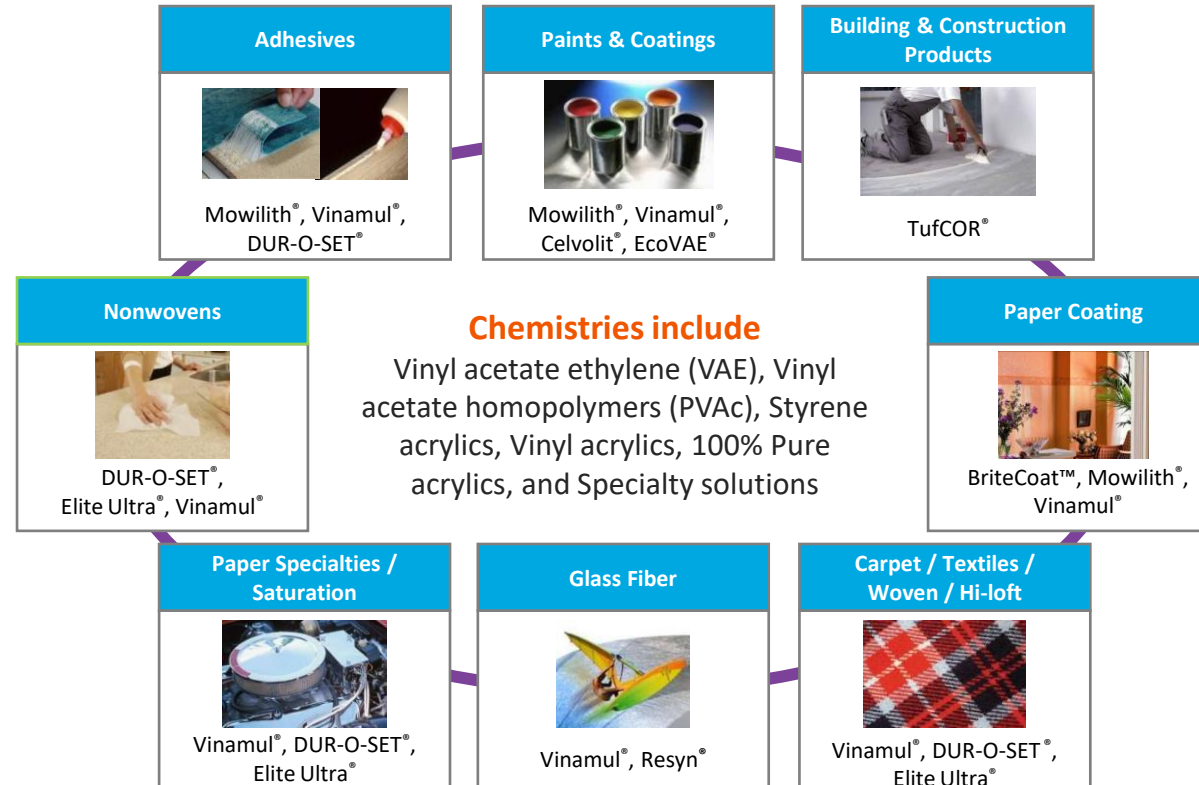 Adhesives
Mowilith®, Vinamul®,
DUR-O-SET®
Paints & Coatings
Mowilith®, Vinamul®,
Celvolit®, EcoVAE®
Building & Construction
Products
TufCOR®
Nonwovens
DUR-O-SET®,
Elite Ultra®, Vinamul®
Chemistries include
Vinyl acetate ethylene (VAE), Vinyl
acetate homopolymers (PVAc), Styrene
acrylics, Vinyl acrylics, 100% Pure
acrylics, and Specialty solutions
Paper Coating
BriteCoat™, Mowilith®,
Vinamul®
Paper Specialties /
Saturation
Vinamul®, DUR-O-SET®,
Elite Ultra®
Glass Fiber
Vinamul®, Resyn®
Carpet / Textiles /
Woven / Hi-loft
Vinamul®, DUR-O-SET®,
Elite Ultra®